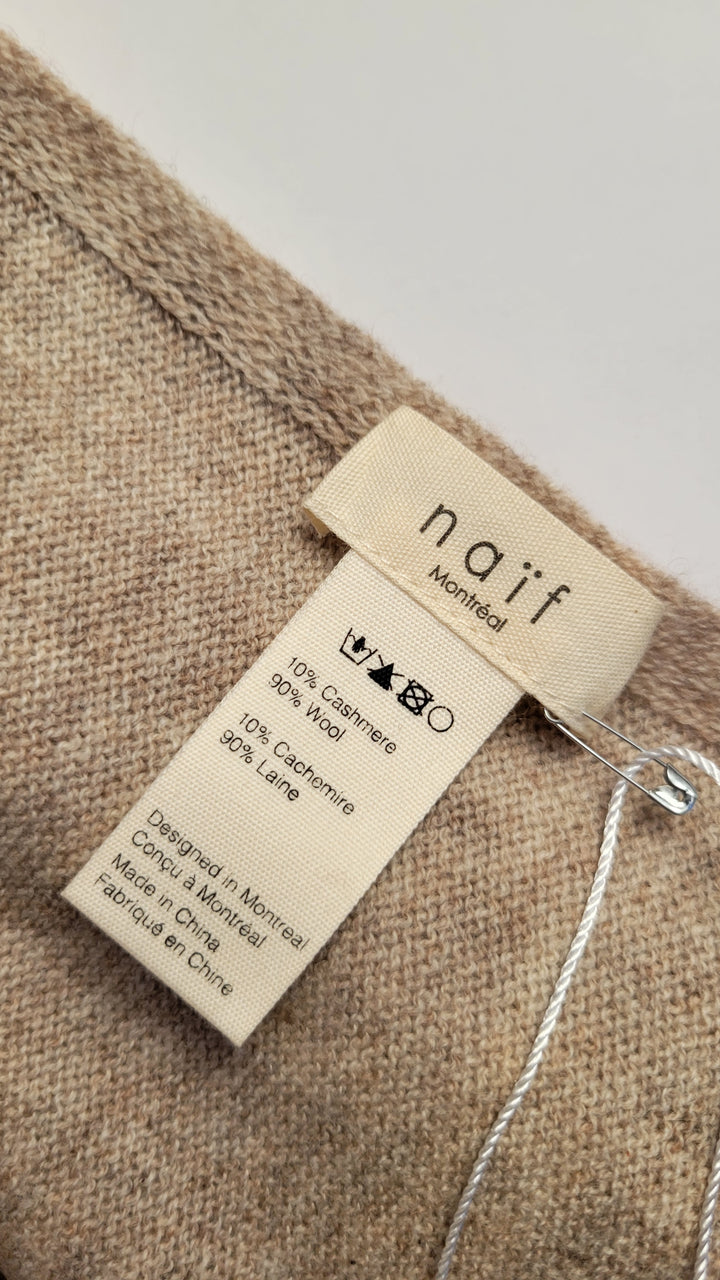 naïf
Montréal
10% Cashmere
90% Wool
10% Cachemire
90% Laine
Designed in Montreal
Conçu à Montréal
Made in China
Fabriqué en Chine